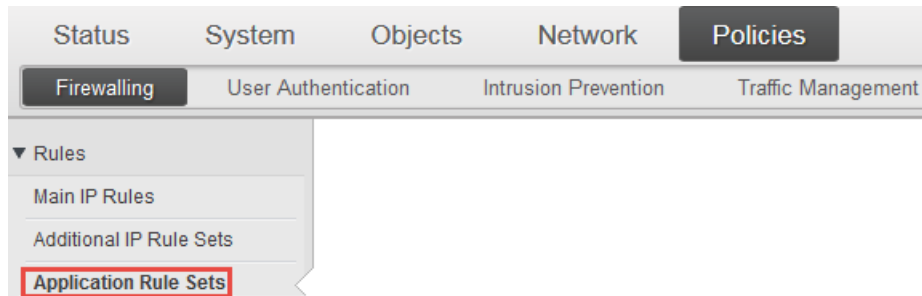 Status System Objects Network Policies
Firewalling User Authentication Intrusion Prevention Traffic Management
Rules
Main IP Rules
Additional IP Rule Sets
Application Rule Sets